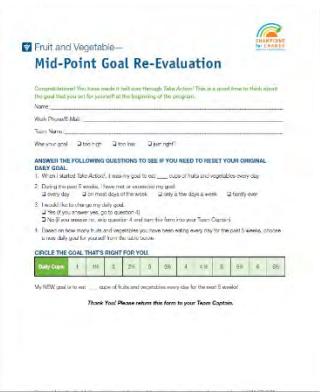 CHAMPIONS
for CHANGE
Fruit and Vegetable—
Mid-Point Goal Re-Evaluation
Congratulations! You have made it half way through Take Action! This is a good time to think about
the goal that you set for yourself at the beginning of the program.
Name:
Work Phone/E-Mail:
Team Name:
Was your goal: ❏ too high ❏ too low ❏ just right?
ANSWER THE FOLLOWING QUESTIONS TO SEE IF YOU NEED TO RESET YOUR ORIGINAL
DAILY GOAL.
1. When I started Take Action!, it was my goal to eat ____ cups of fruits and vegetables every day.
2. During the past 5 weeks, I have met or exceeded my goal:
❏ every day ❏ on most days of the week ❏ only a few days a week ❏ hardly ever
3. I would like to change my daily goal.
❏ Yes (if you answer yes, go to question 4)
❏ No (if you answer no, skip question 4 and turn this form into your Team Captain)
4. Based on how many fruits and vegetables you have been eating every day for the past 5 weeks, choose
a new daily goal for yourself from the table below.
CIRCLE THE GOAL THAT'S RIGHT FOR YOU.
Daily Cups 1 1½ 2 2½ 3 3½ 4 4½ 5 5½ 6 6½
My NEW goal is to eat ___ cups of fruits and vegetables every day for the next 5 weeks!
Thank You! Please return this form to your Team Captain.